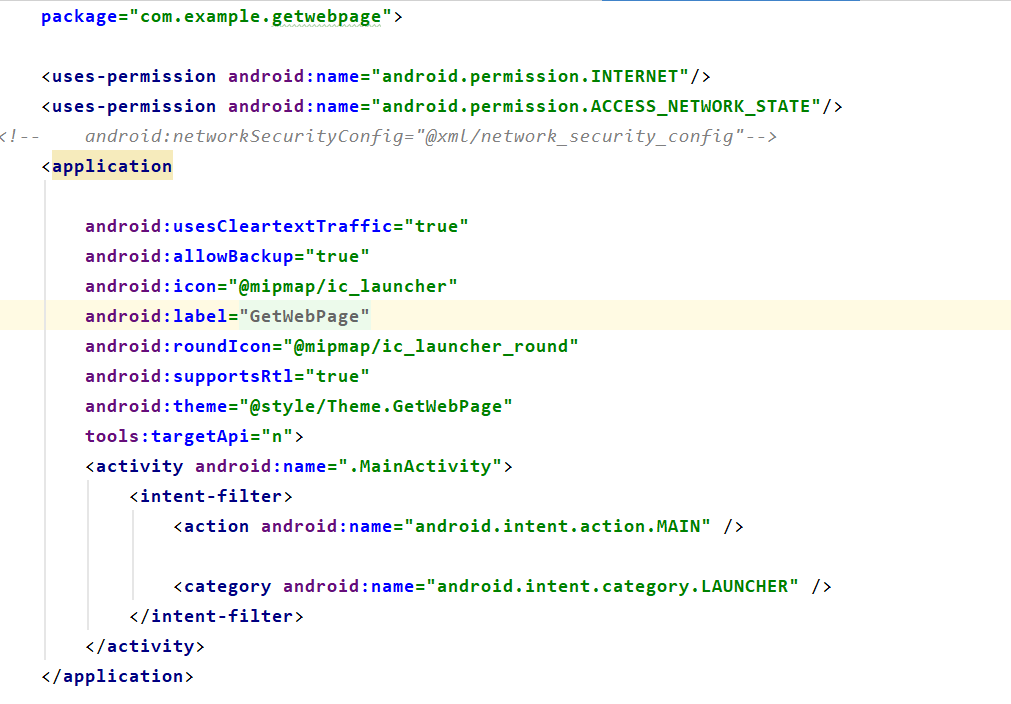 package="com.example.getwebpage">
<uses-permission android:name="android.permission.INTERNET"/>
<uses-permission android:name="android.permission.ACCESS_NETWORK_STATE"/>
<!--    android:networkSecurityConfig="@xml/network_security_config"-->
<application
android:usesCleartextTraffic="true"
android:allowBackup="true"
android:icon="@mipmap/ic_launcher"
android:label="GetWebPage"
android:roundIcon="@mipmap/ic_launcher_round"
android:supportsRtl="true"
android:theme="@style/Theme.GetWebPage"
tools:targetApi="n">
<activity android:name=".MainActivity">
<intent-filter>
<action android:name="android.intent.action.MAIN" />
<category android:name="android.intent.category.LAUNCHER" />
</intent-filter>
</activity>
</application>